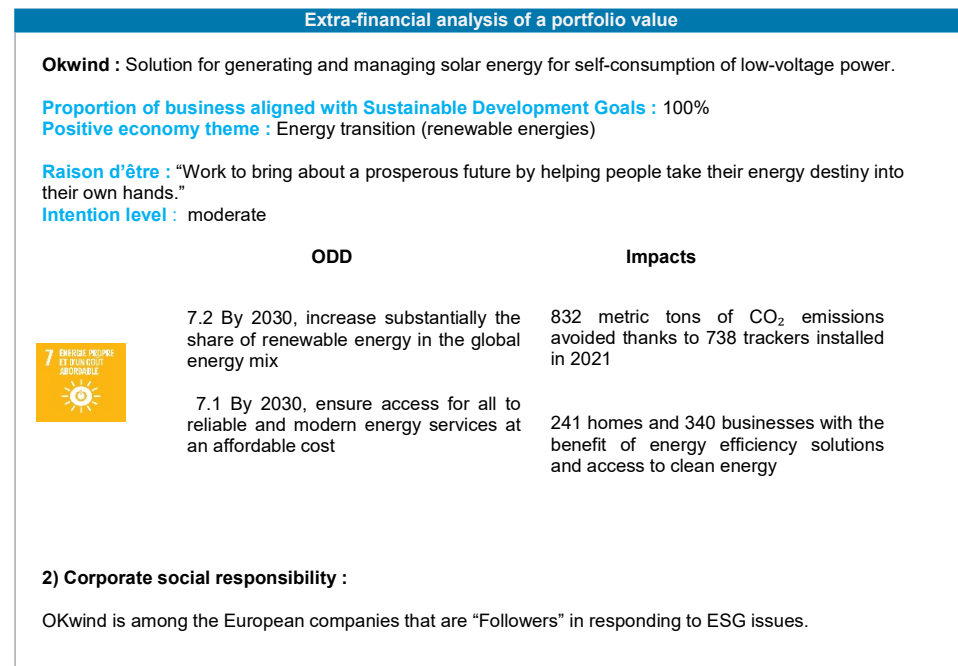 Extra-financial analysis of a portfolio value
Okwind : Solution for generating and managing solar energy for self-consumption of low-voltage power.
Proportion of business aligned with Sustainable Development Goals : 100%
Positive economy theme : Energy transition (renewable energies)
Raison d’être : “Work to bring about a prosperous future by helping people take their energy destiny into
their own hands.”
Intention level : moderate
ODD
Impacts
7 ÉNERGIE PROPRE
ET D'UN COÛT
ABORDABLE
7.2 By 2030, increase substantially the
share of renewable energy in the global
energy mix
832 metric tons of CO₂ emissions
avoided thanks to 738 trackers installed
in 2021
7.1 By 2030, ensure access for all to
reliable and modern energy services at
an affordable cost
241 homes and 340 businesses with the
benefit of energy efficiency solutions
and access to clean energy
2) Corporate social responsibility :
OKwind is among the European companies that are “Followers” in responding to ESG issues.